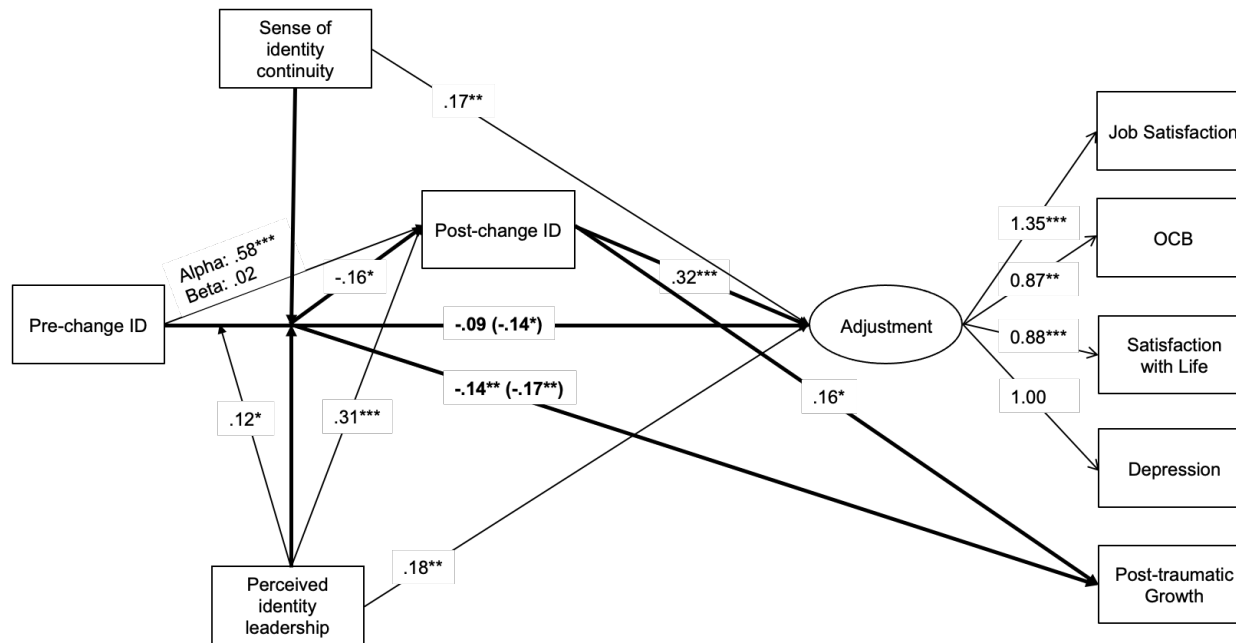 Sense of
identity
continuity
.17**
Job Satisfaction
Post-change ID
1.35***
OCB
Alpha: .58***
Beta: .02
-.16*
.32***
0.87**
Pre-change ID
-.09 (-.14*)
Adjustment
0.88***
Satisfaction
with Life
-.14** (-.17**)
.16*
1.00
.12*
.31***
Depression
.18**
Perceived
identity
leadership
Post-traumatic
Growth